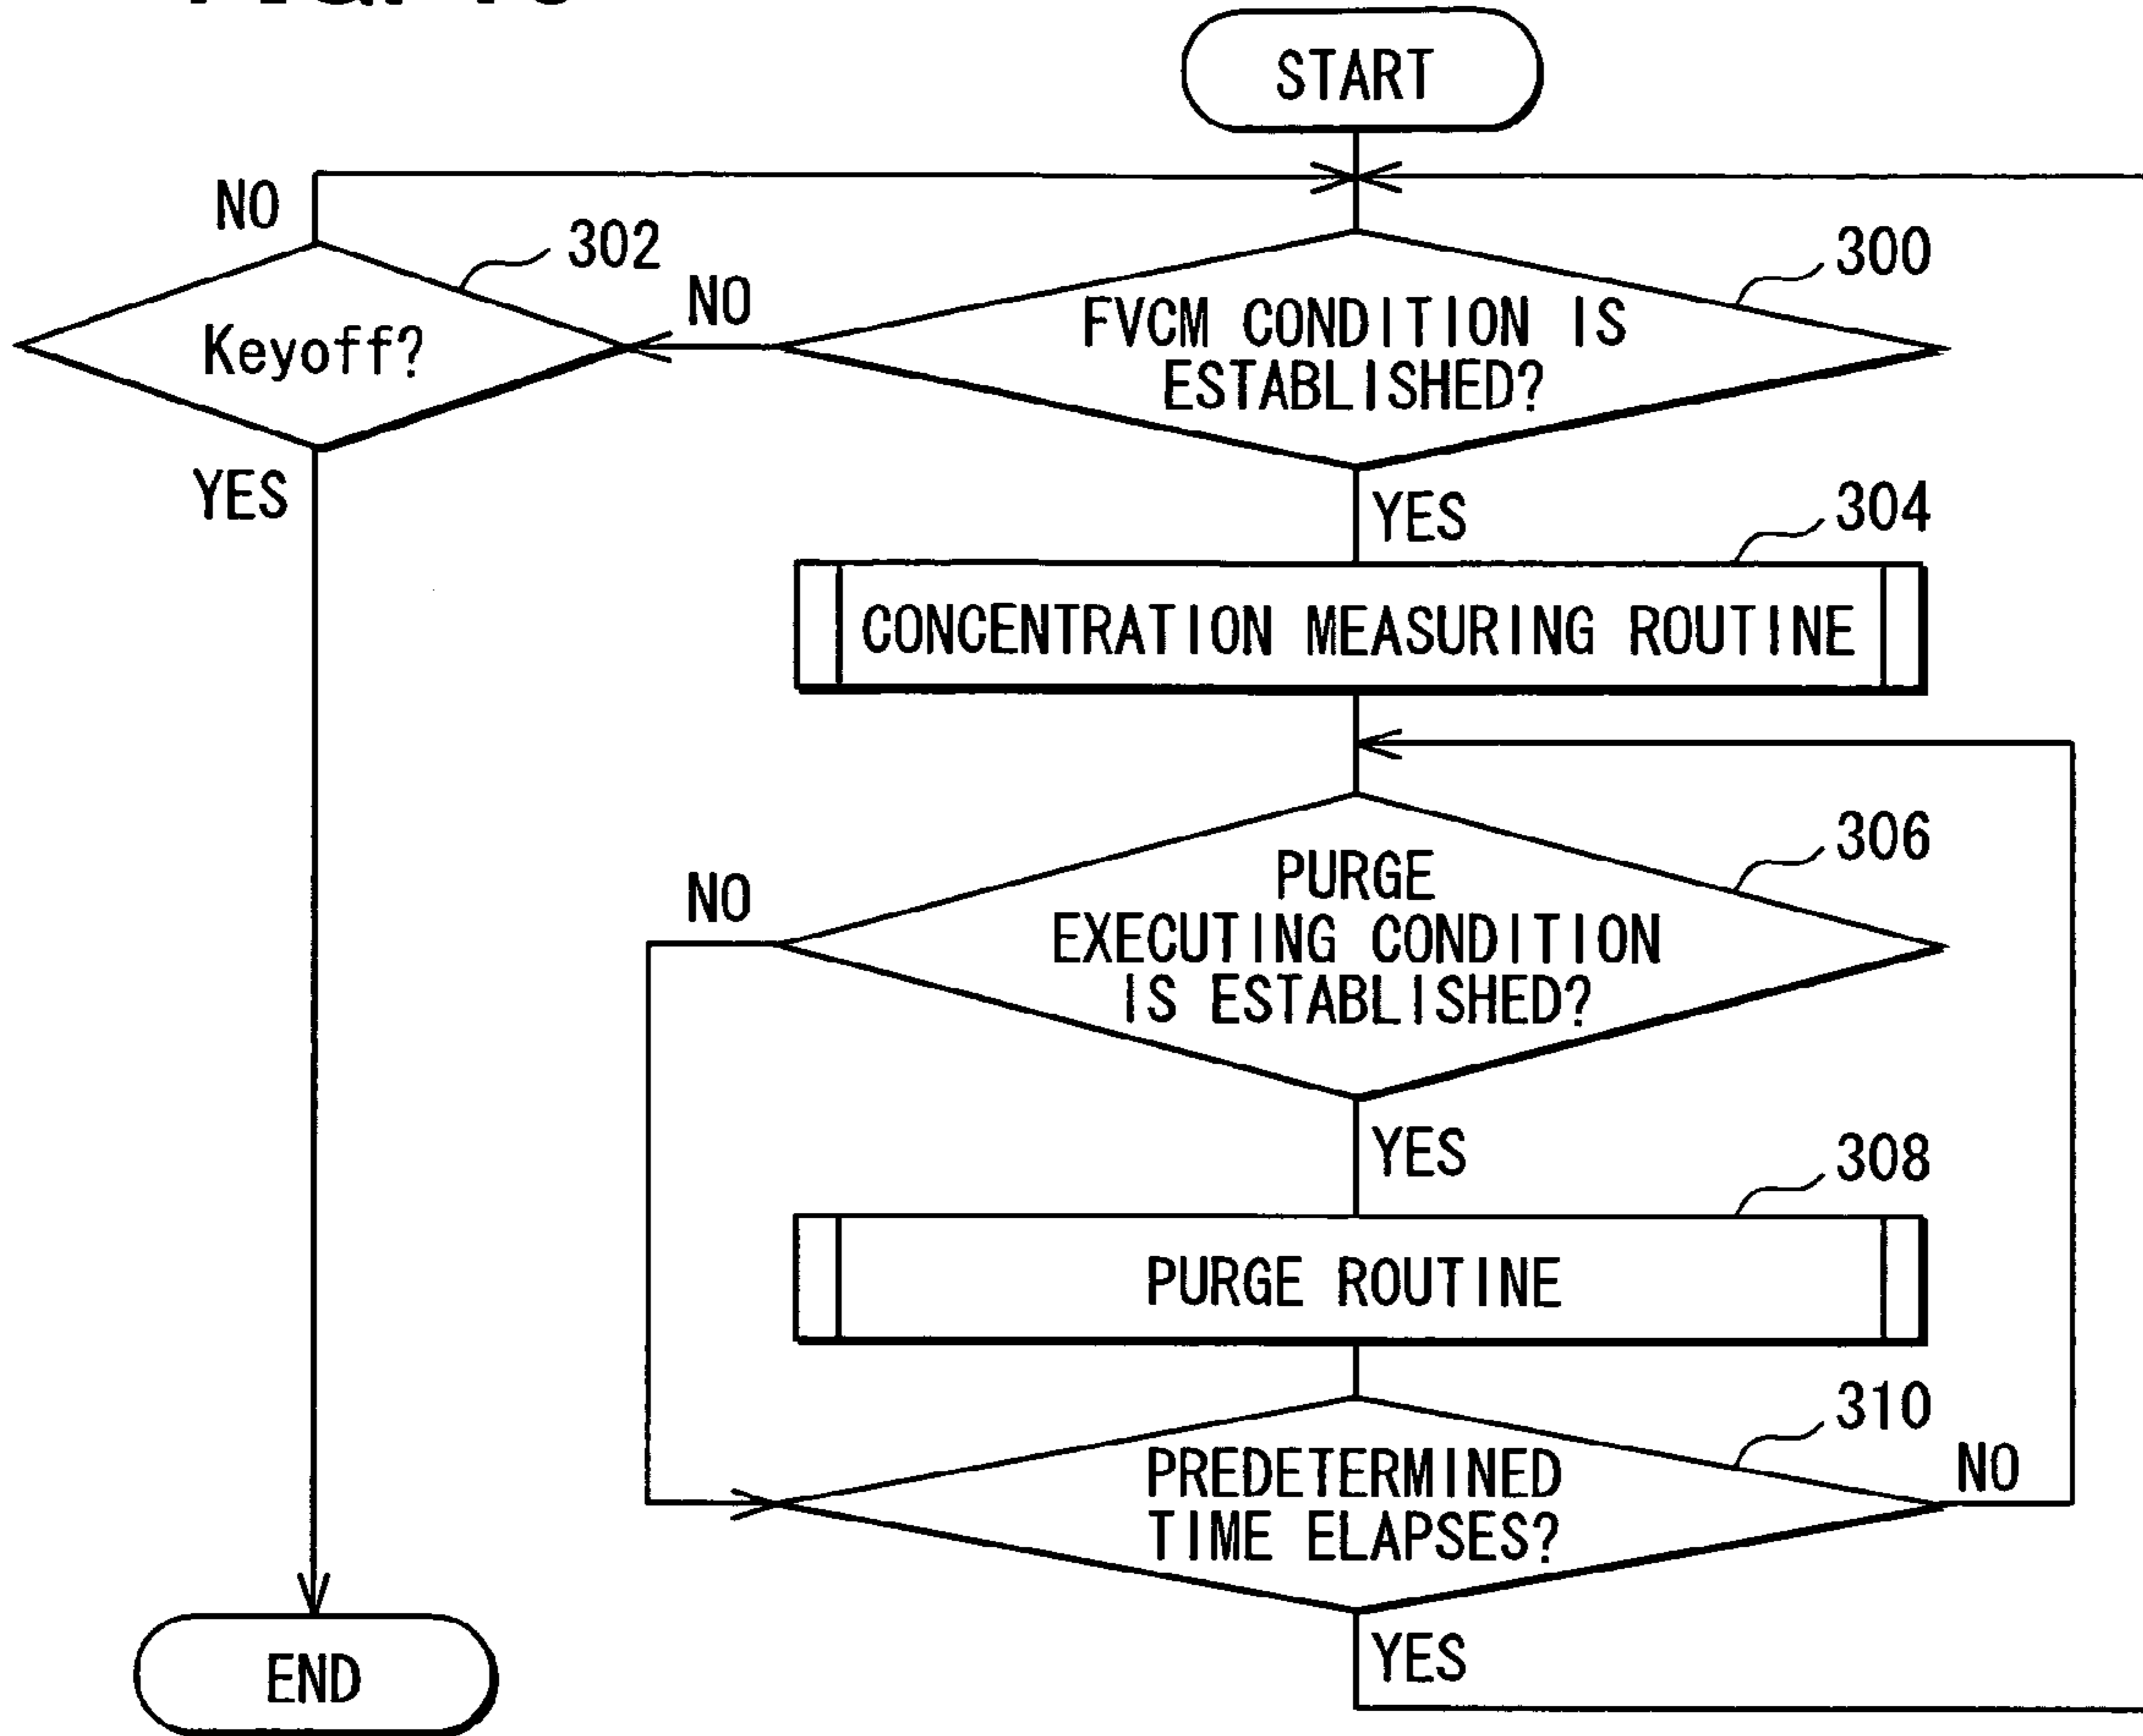 START
NO
302
NO
300
Keyoff?
FVCM CONDITION IS
ESTABLISHED?
YES
YES
304
CONCENTRATION MEASURING ROUTINE
306
NO
PURGE
EXECUTING CONDITION
IS ESTABLISHED?
YES
308
PURGE ROUTINE
310
NO
PREDETERMINED
TIME ELAPSES?
YES
END